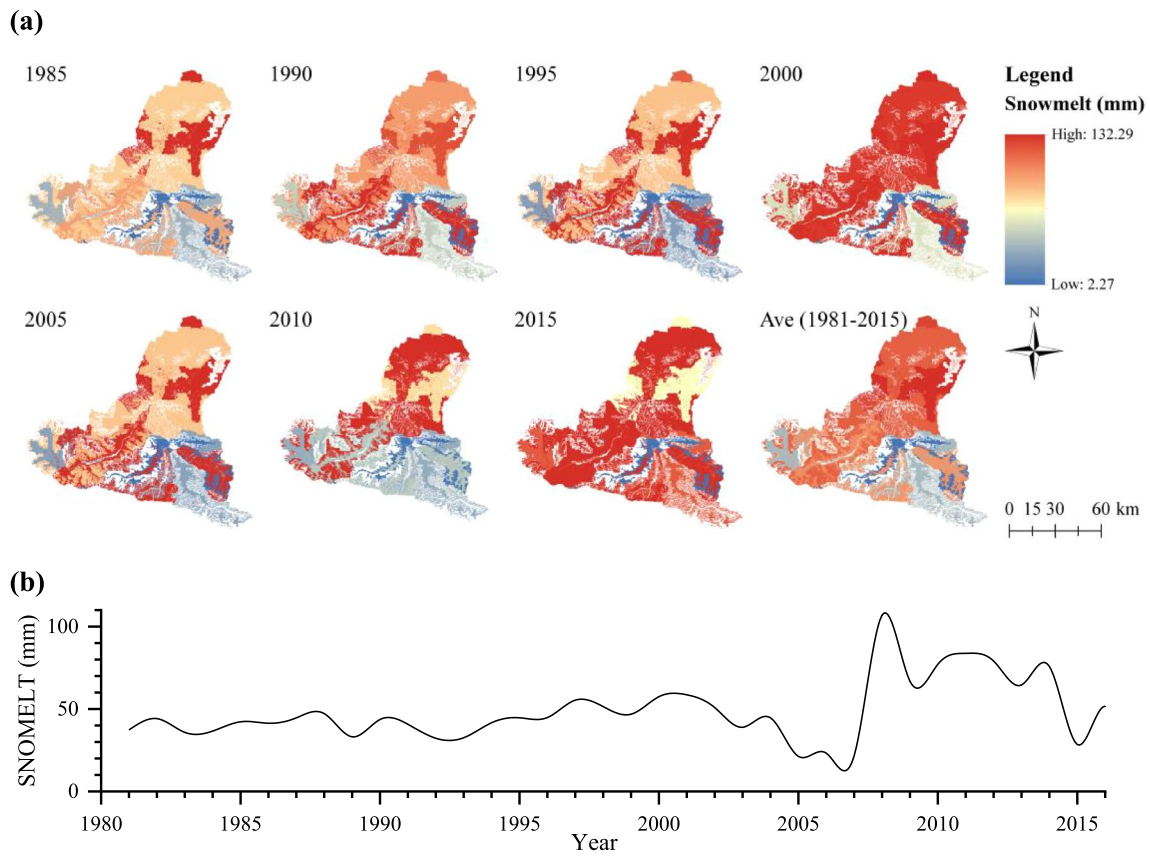 (a)
1985
1990
1995
2000
Legend
Snowmelt (mm)
High: 132.29
Low: 2.27
2005
2010
2015
Ave (1981-2015)
N
0 15 30 60 km
(b)
SNOMELT (mm)
100
50
0
1980 1985 1990 1995 2000 2005 2010 2015
Year